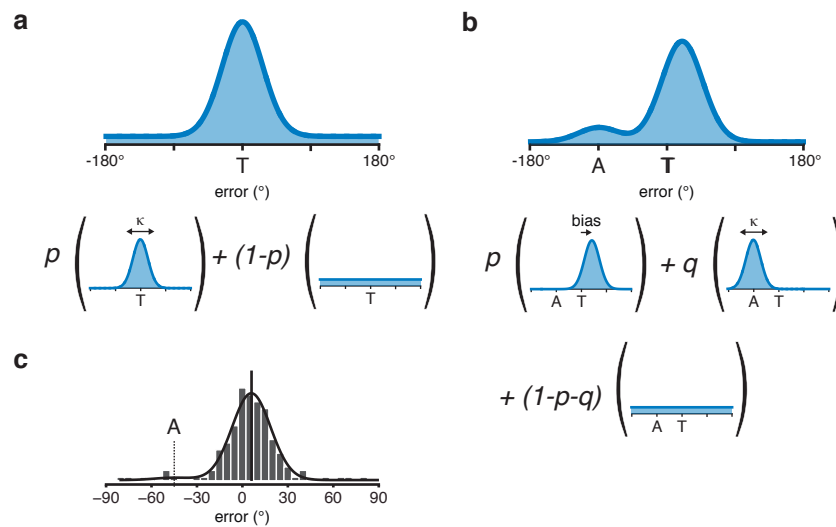 a
-180°
T
180°
error (°)
p
κ
T
+ (1-p)
T
b
-180°
A
T
180°
error (°)
p
bias
A
T
+ q
κ
A
T
+ (1-p-q)
A
T
c
A
−90
−60
−30
0
30
60
90
error (°)